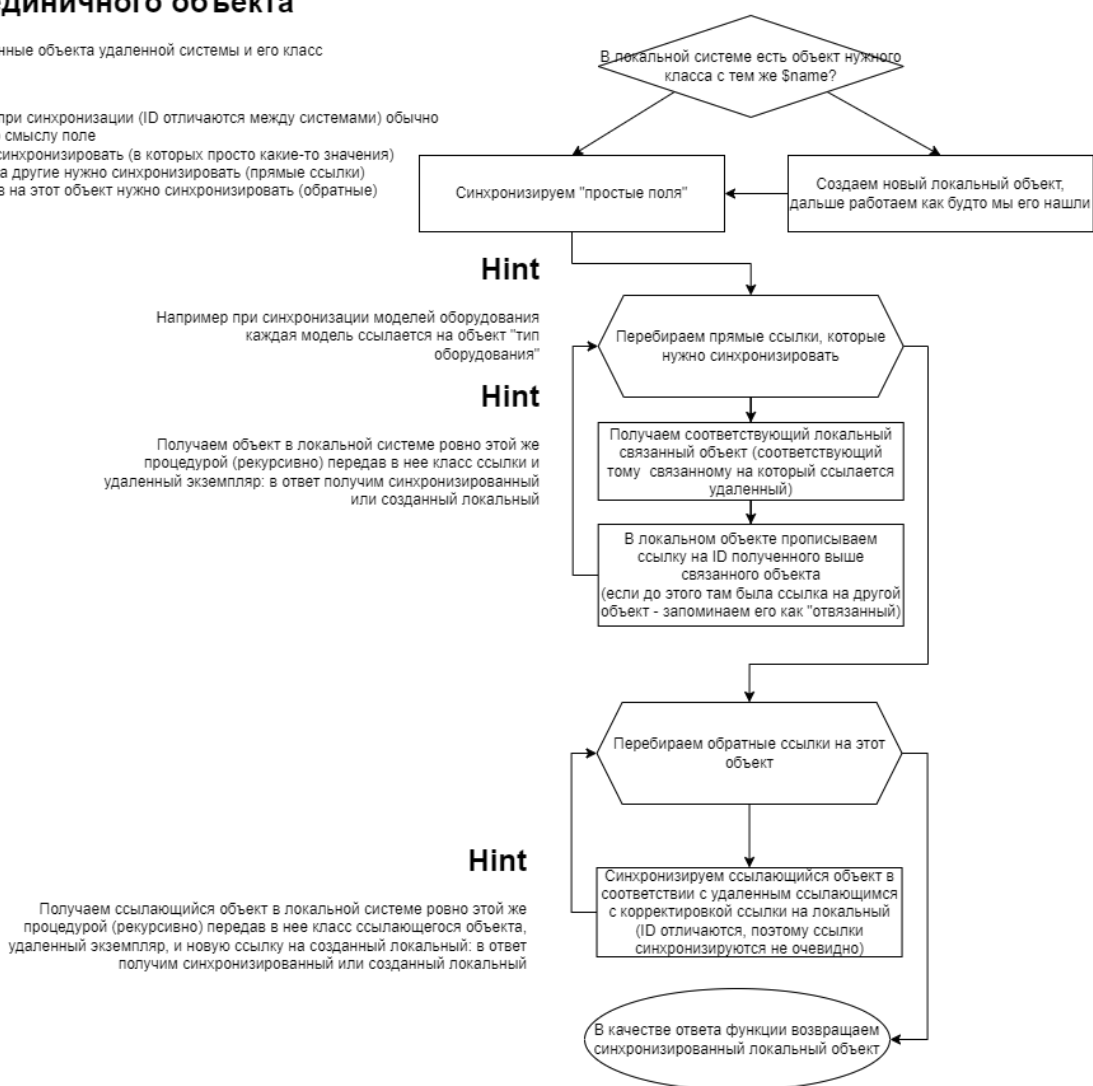 единичного объекта
нные объекта удаленной системы и его класс
при синхронизации (ID отличаются между системами) обычно
смыслу поле
синхронизировать (в которых просто какие-то значения)
а другие нужно синхронизировать (прямые ссылки)
в на этот объект нужно синхронизировать (обратные)
В локальной системе есть объект нужного
класса с тем же $name?
Синхронизируем "простые поля"
Создаем новый локальный объект,
дальше работаем как будто мы его нашли
Hint
Например при синхронизации моделей оборудования
каждая модель ссылается на объект "тип
оборудования"
Перебираем прямые ссылки, которые
нужно синхронизировать
Hint
Получаем объект в локальной системе ровно этой же
процедурой (рекурсивно) передав в нее класс ссылки и
удаленный экземпляр: в ответ получим синхронизированный
или созданный локальный
Получаем соответствующий локальный
связанный объект (соответствующий
тому связанному на который ссылается
удаленный)
В локальном объекте прописываем
ссылку на ID полученного выше
связанного объекта
(если до этого там была ссылка на другой
объект - запоминаем его как "отвязанный)
Перебираем обратные ссылки на этот
объект
Hint
Получаем ссылающийся объект в локальной системе ровно этой же
процедурой (рекурсивно) передав в нее класс ссылающегося объекта,
удаленный экземпляр, и новую ссылку на созданный локальный: в ответ
получим синхронизированный или созданный локальный
Синхронизируем ссылающийся объект в
соответствии с удаленным ссылающимся
с корректировкой ссылки на локальный
(ID отличаются, поэтому ссылки
синхронизируются не очевидно)
В качестве ответа функции возвращаем
синхронизированный локальный объект